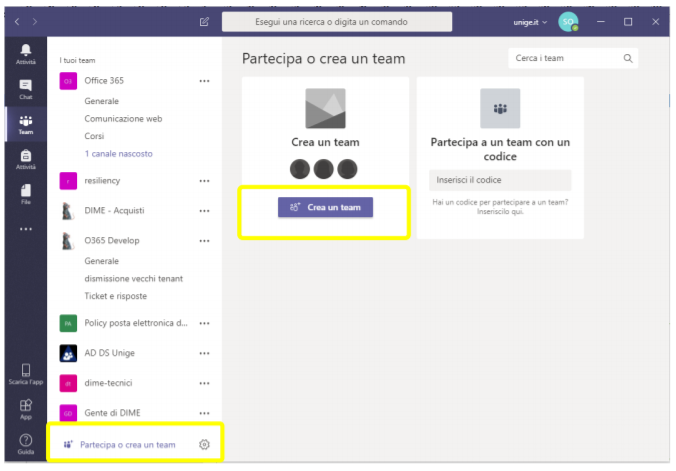 Esegui una ricerca o digita un comando
unige.it
SO
Attività
Chat
Team
Attività
File
Scarica l'app
App
Guida
I tuoi team
O3 Office 365
Generale
Comunicazione web
Corsi
1 canale nascosto
r resiliency
DIME - Acquisti
O365 Develop
Generale
dismissione vecchi tenant
Ticket e risposte
PA Policy posta elettronica d...
AD DS Unige
dime-tecnici
GD Gente di DIME
Partecipa o crea un team
Partecipa o crea un team
Cerca i team
Crea un team
Crea un team
Partecipa a un team con un
codice
Inserisci il codice
Hai un codice per partecipare a un team?
Inseriscilo qui.